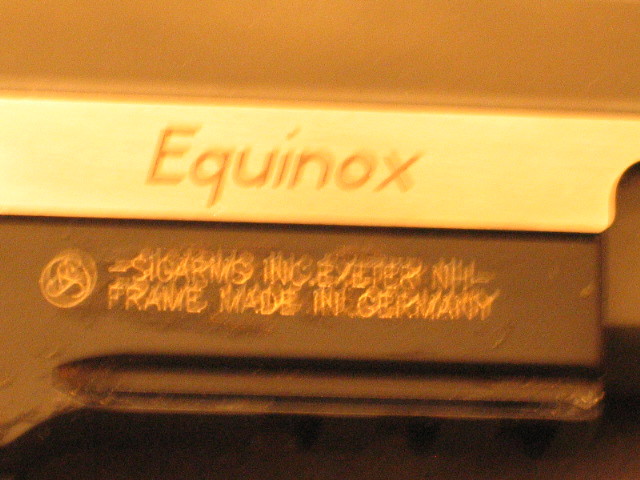 Equinox
-SIGARMS INC. EXETER NH-
FRAME MADE IN GERMANY